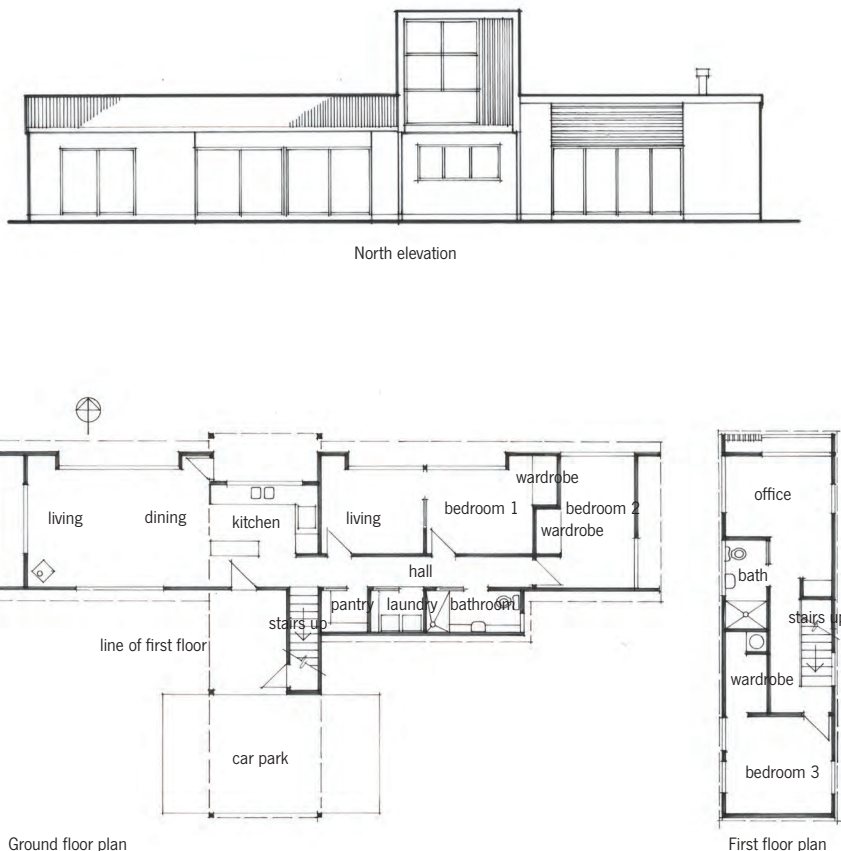 North elevation
living
dining
kitchen
living
bedroom 1
wardrobe
bedroom 2
wardrobe
hall
pantry
laundry
bathroom
stairs up
line of first floor
car park
Ground floor plan
office
bath
stairs up
wardrobe
bedroom 3
First floor plan